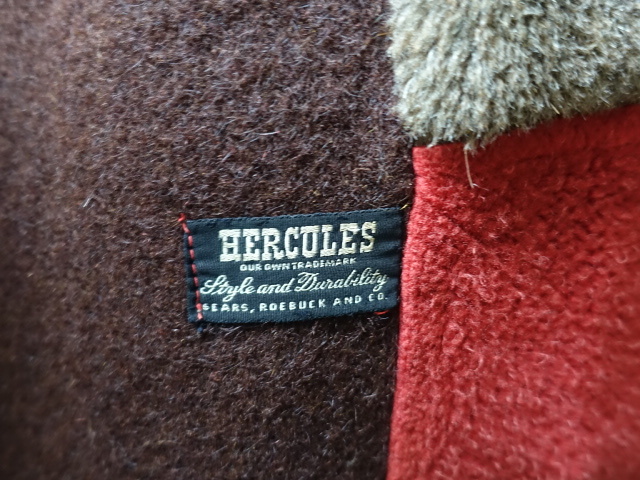 HERCULES
OUR OWN TRADEMARK
Style and Durability
SEARS, ROEBUCK AND CO.